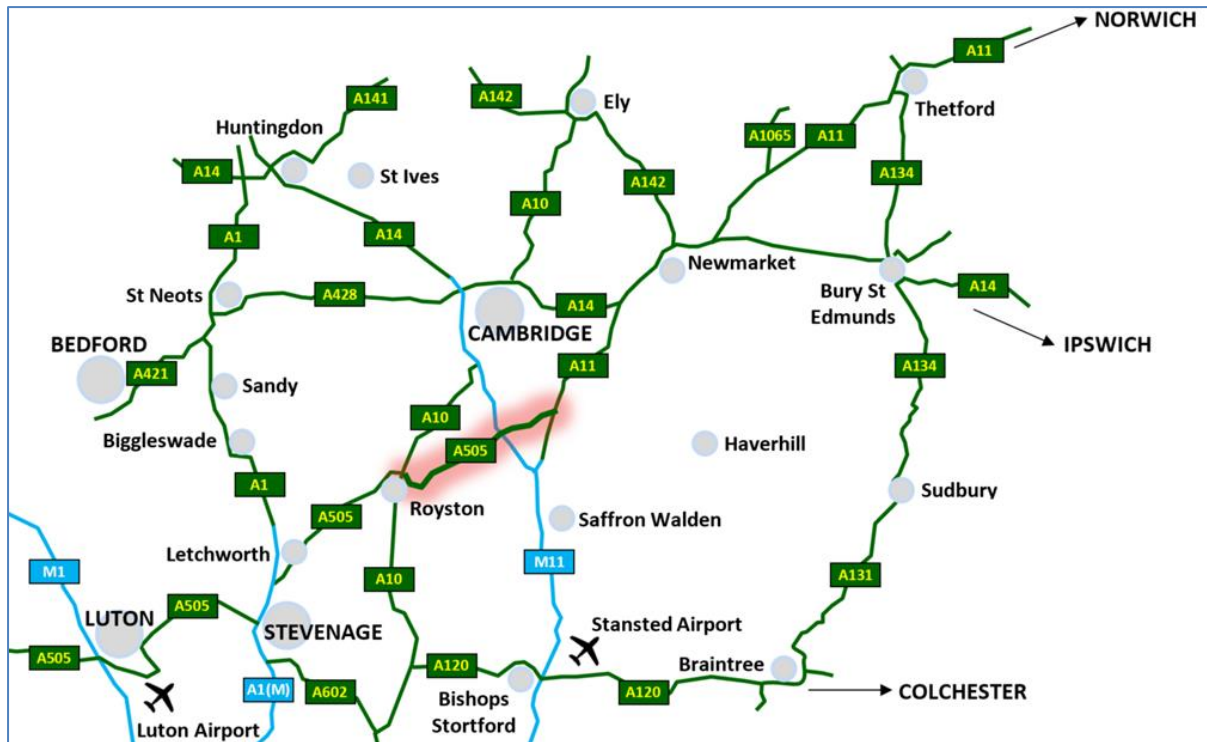 NORWICH
A11
A142
Ely
A141
Thetford
Huntingdon
A1065
A11
A14
St Ives
A142
A134
A10
A1
A14
Newmarket
St Neots
A428
A14
Bury St
Edmunds
A14
CAMBRIDGE
BEDFORD
IPSWICH
A421
A11
A134
Sandy
A10
Biggleswade
A505
Haverhill
A1
Royston
Sudbury
A505
Saffron Walden
Letchworth
M1
M11
A10
A131
A505
LUTON
STEVENAGE
Stansted Airport
A505
A120
Braintree
A1(M)
A602
Bishops
Stortford
A120
COLCHESTER
Luton Airport